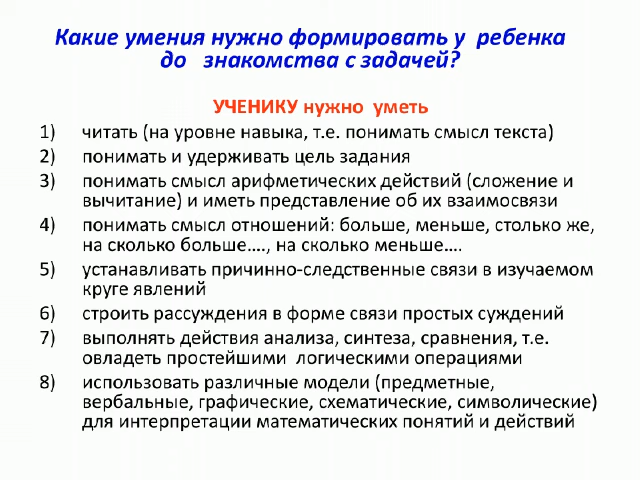 Какие умения нужно формировать у  ребенка
до   знакомства с задачей?
УЧЕНИКУ нужно  уметь
1) читать (на уровне навыка, т.е. понимать смысл текста)
2) понимать и удерживать цель задания
3) понимать смысл арифметических действий (сложение и
вычитание) и иметь представление об их взаимосвязи
4) понимать смысл отношений: больше, меньше, столько же,
на сколько больше…., на сколько меньше….
5) устанавливать причинно-следственные связи в изучаемом
круге явлений
6) строить рассуждения в форме связи простых суждений
7) выполнять действия анализа, синтеза, сравнения, т.е.
овладеть простейшими  логическими операциями
8) использовать различные модели (предметные,
вербальные, графические, схематические, символические)
для интерпретации математических понятий и действий